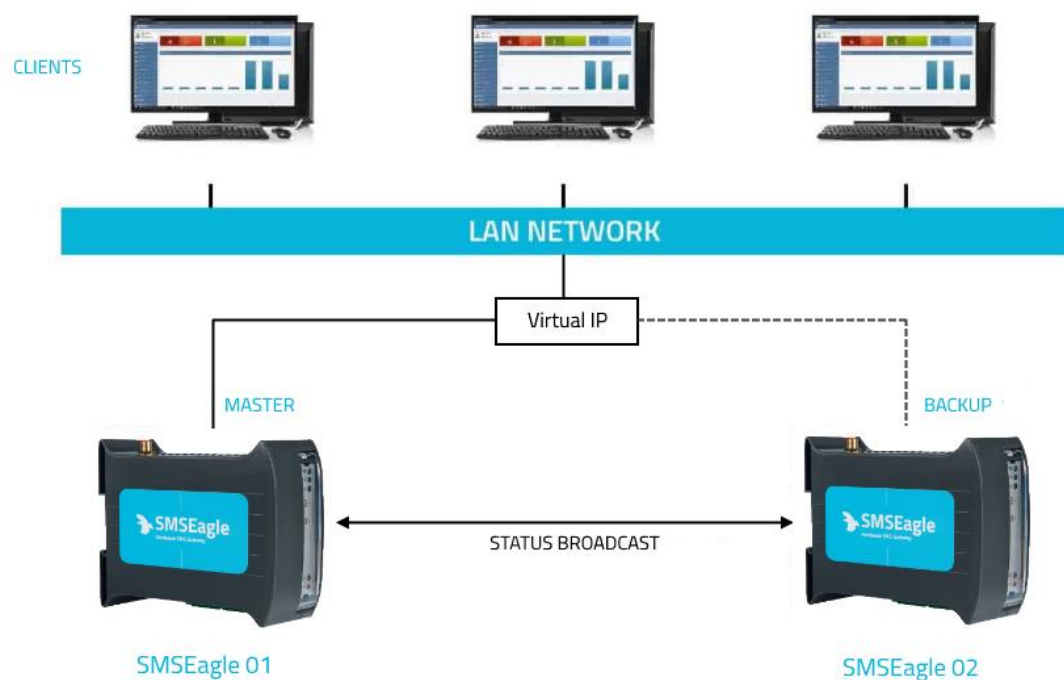 CLIENTS
LAN NETWORK
Virtual IP
MASTER
BACKUP
SMSEagle
SMSEagle
STATUS BROADCAST
SMSEagle 01
SMSEagle 02